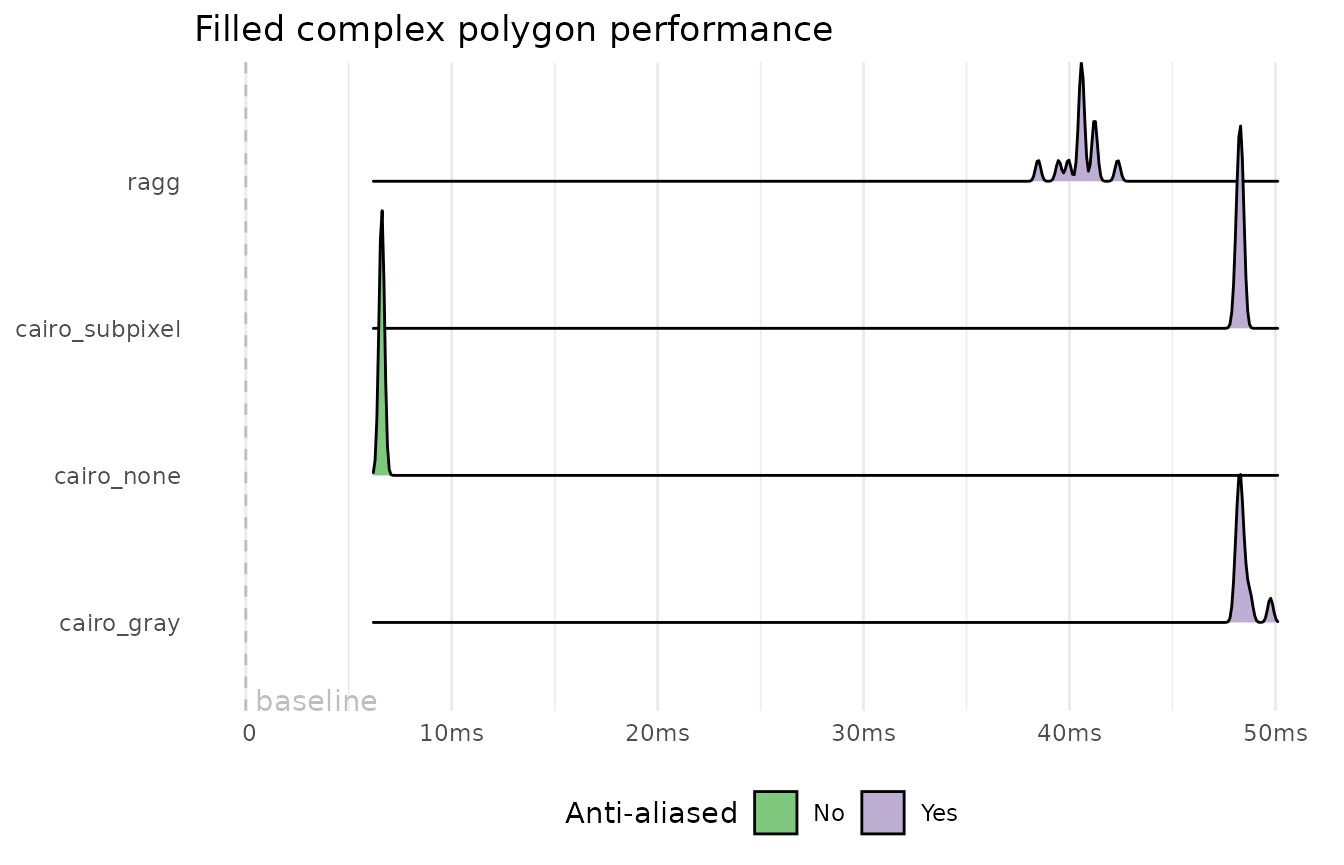 Filled complex polygon performance
ragg
cairo_subpixel
cairo_none
cairo_gray
baseline
0 10ms 20ms 30ms 40ms 50ms
Anti-aliased No Yes